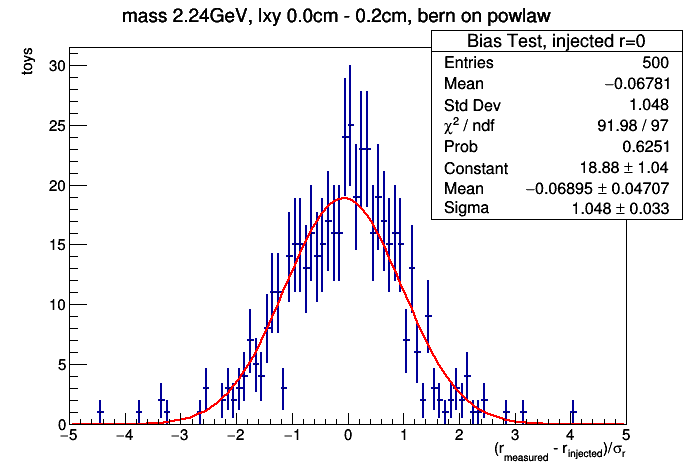 mass 2.24GeV, lxy 0.0cm - 0.2cm, bern on powlaw
Bias Test, injected r=0
Entries 500
Mean −0.06781
Std Dev 1.048
χ² / ndf 91.98 / 97
Prob 0.6251
Constant 18.88 ± 1.04
Mean −0.06895 ± 0.04707
Sigma 1.048 ± 0.033
toys
30
25
20
15
10
5
0
−5 −4 −3 −2 −1 0 1 2 3 4 5
(r_measured - r_injected)/σ_r